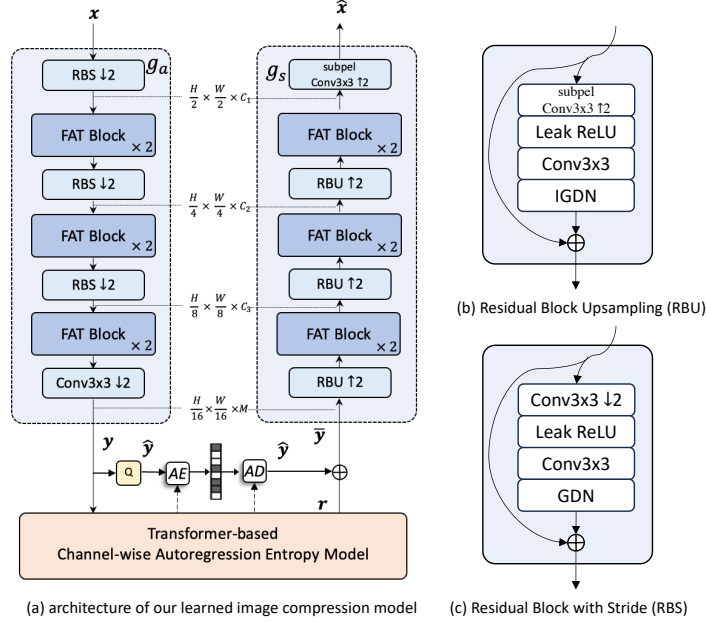 x
x̂
g_a
RBS ↓2
FAT Block
× 2
RBS ↓2
FAT Block
× 2
RBS ↓2
FAT Block
× 2
Conv3x3 ↓2
H/2 × W/2 × C₁
H/4 × W/4 × C₂
H/8 × W/8 × C₃
H/16 × W/16 × M
g_s
subpel
Conv3x3 ↑2
FAT Block
× 2
RBU ↑2
FAT Block
× 2
RBU ↑2
FAT Block
× 2
RBU ↑2
y
Q
ŷ
AE
AD
ŷ
ȳ
r
Transformer-based
Channel-wise Autoregression Entropy Model
(a) architecture of our learned image compression model
subpel
Conv3x3 ↑2
Leak ReLU
Conv3x3
IGDN
(b) Residual Block Upsampling (RBU)
Conv3x3 ↓2
Leak ReLU
Conv3x3
GDN
(c) Residual Block with Stride (RBS)